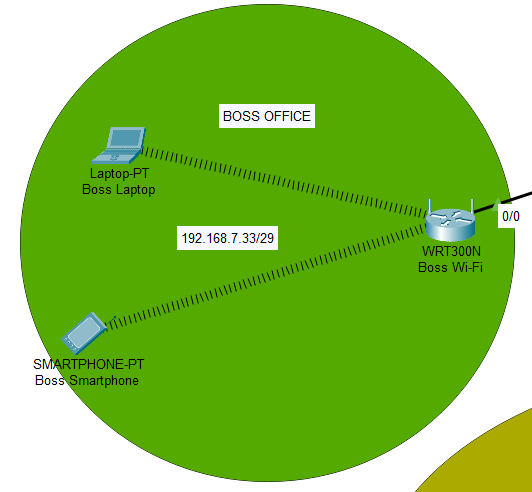 BOSS OFFICE
Laptop-PT
Boss Laptop
0/0
192.168.7.33/29
WRT300N
Boss Wi-Fi
SMARTPHONE-PT
Boss Smartphone